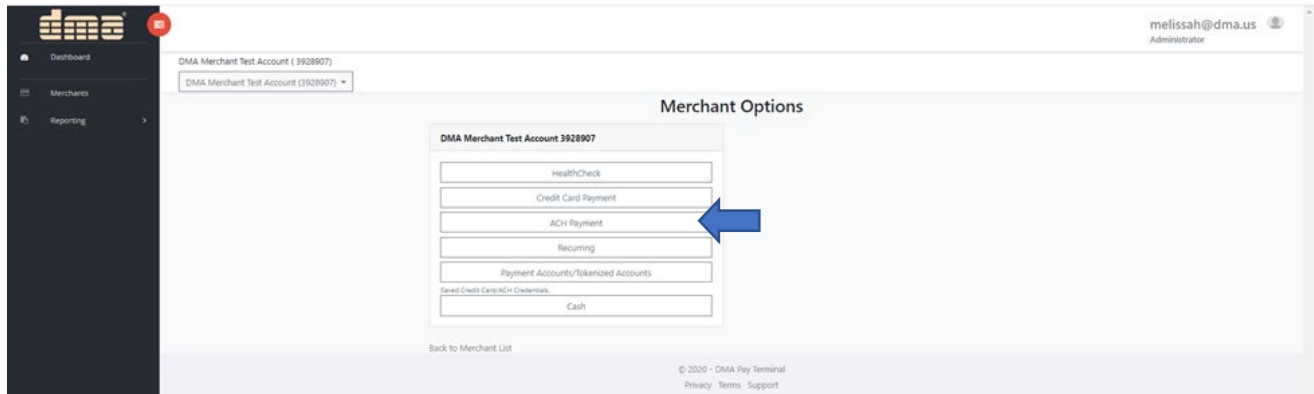 dma
melissah@dma.us
Administrator
Dashboard
Merchants
Reporting
DMA Merchant Test Account ( 3928907)
DMA Merchant Test Account (3928907)
Merchant Options
DMA Merchant Test Account 3928907
HealthCheck
Credit Card Payment
ACH Payment
Recurring
Payment Accounts/Tokenized Accounts
Saved Credit Card/ACH Credentials.
Cash
Back to Merchant List
© 2020 - DMA Pay Terminal
Privacy Terms Support